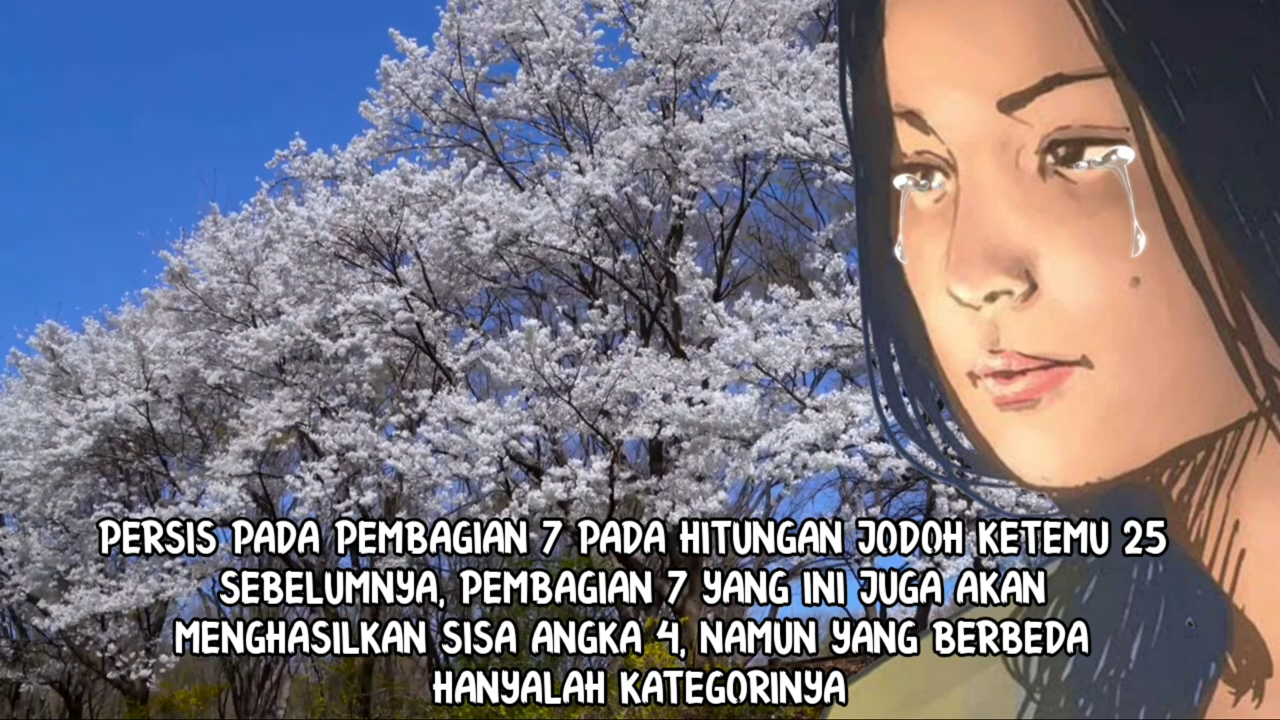 PERSIS PADA PEMBAGIAN 7 PADA HITUNGAN JODOH KETEMU 25
SEBELUMNYA, PEMBAGIAN 7 YANG INI JUGA AKAN
MENGHASILKAN SISA ANGKA 4, NAMUN YANG BERBEDA
HANYALAH KATEGORINYA